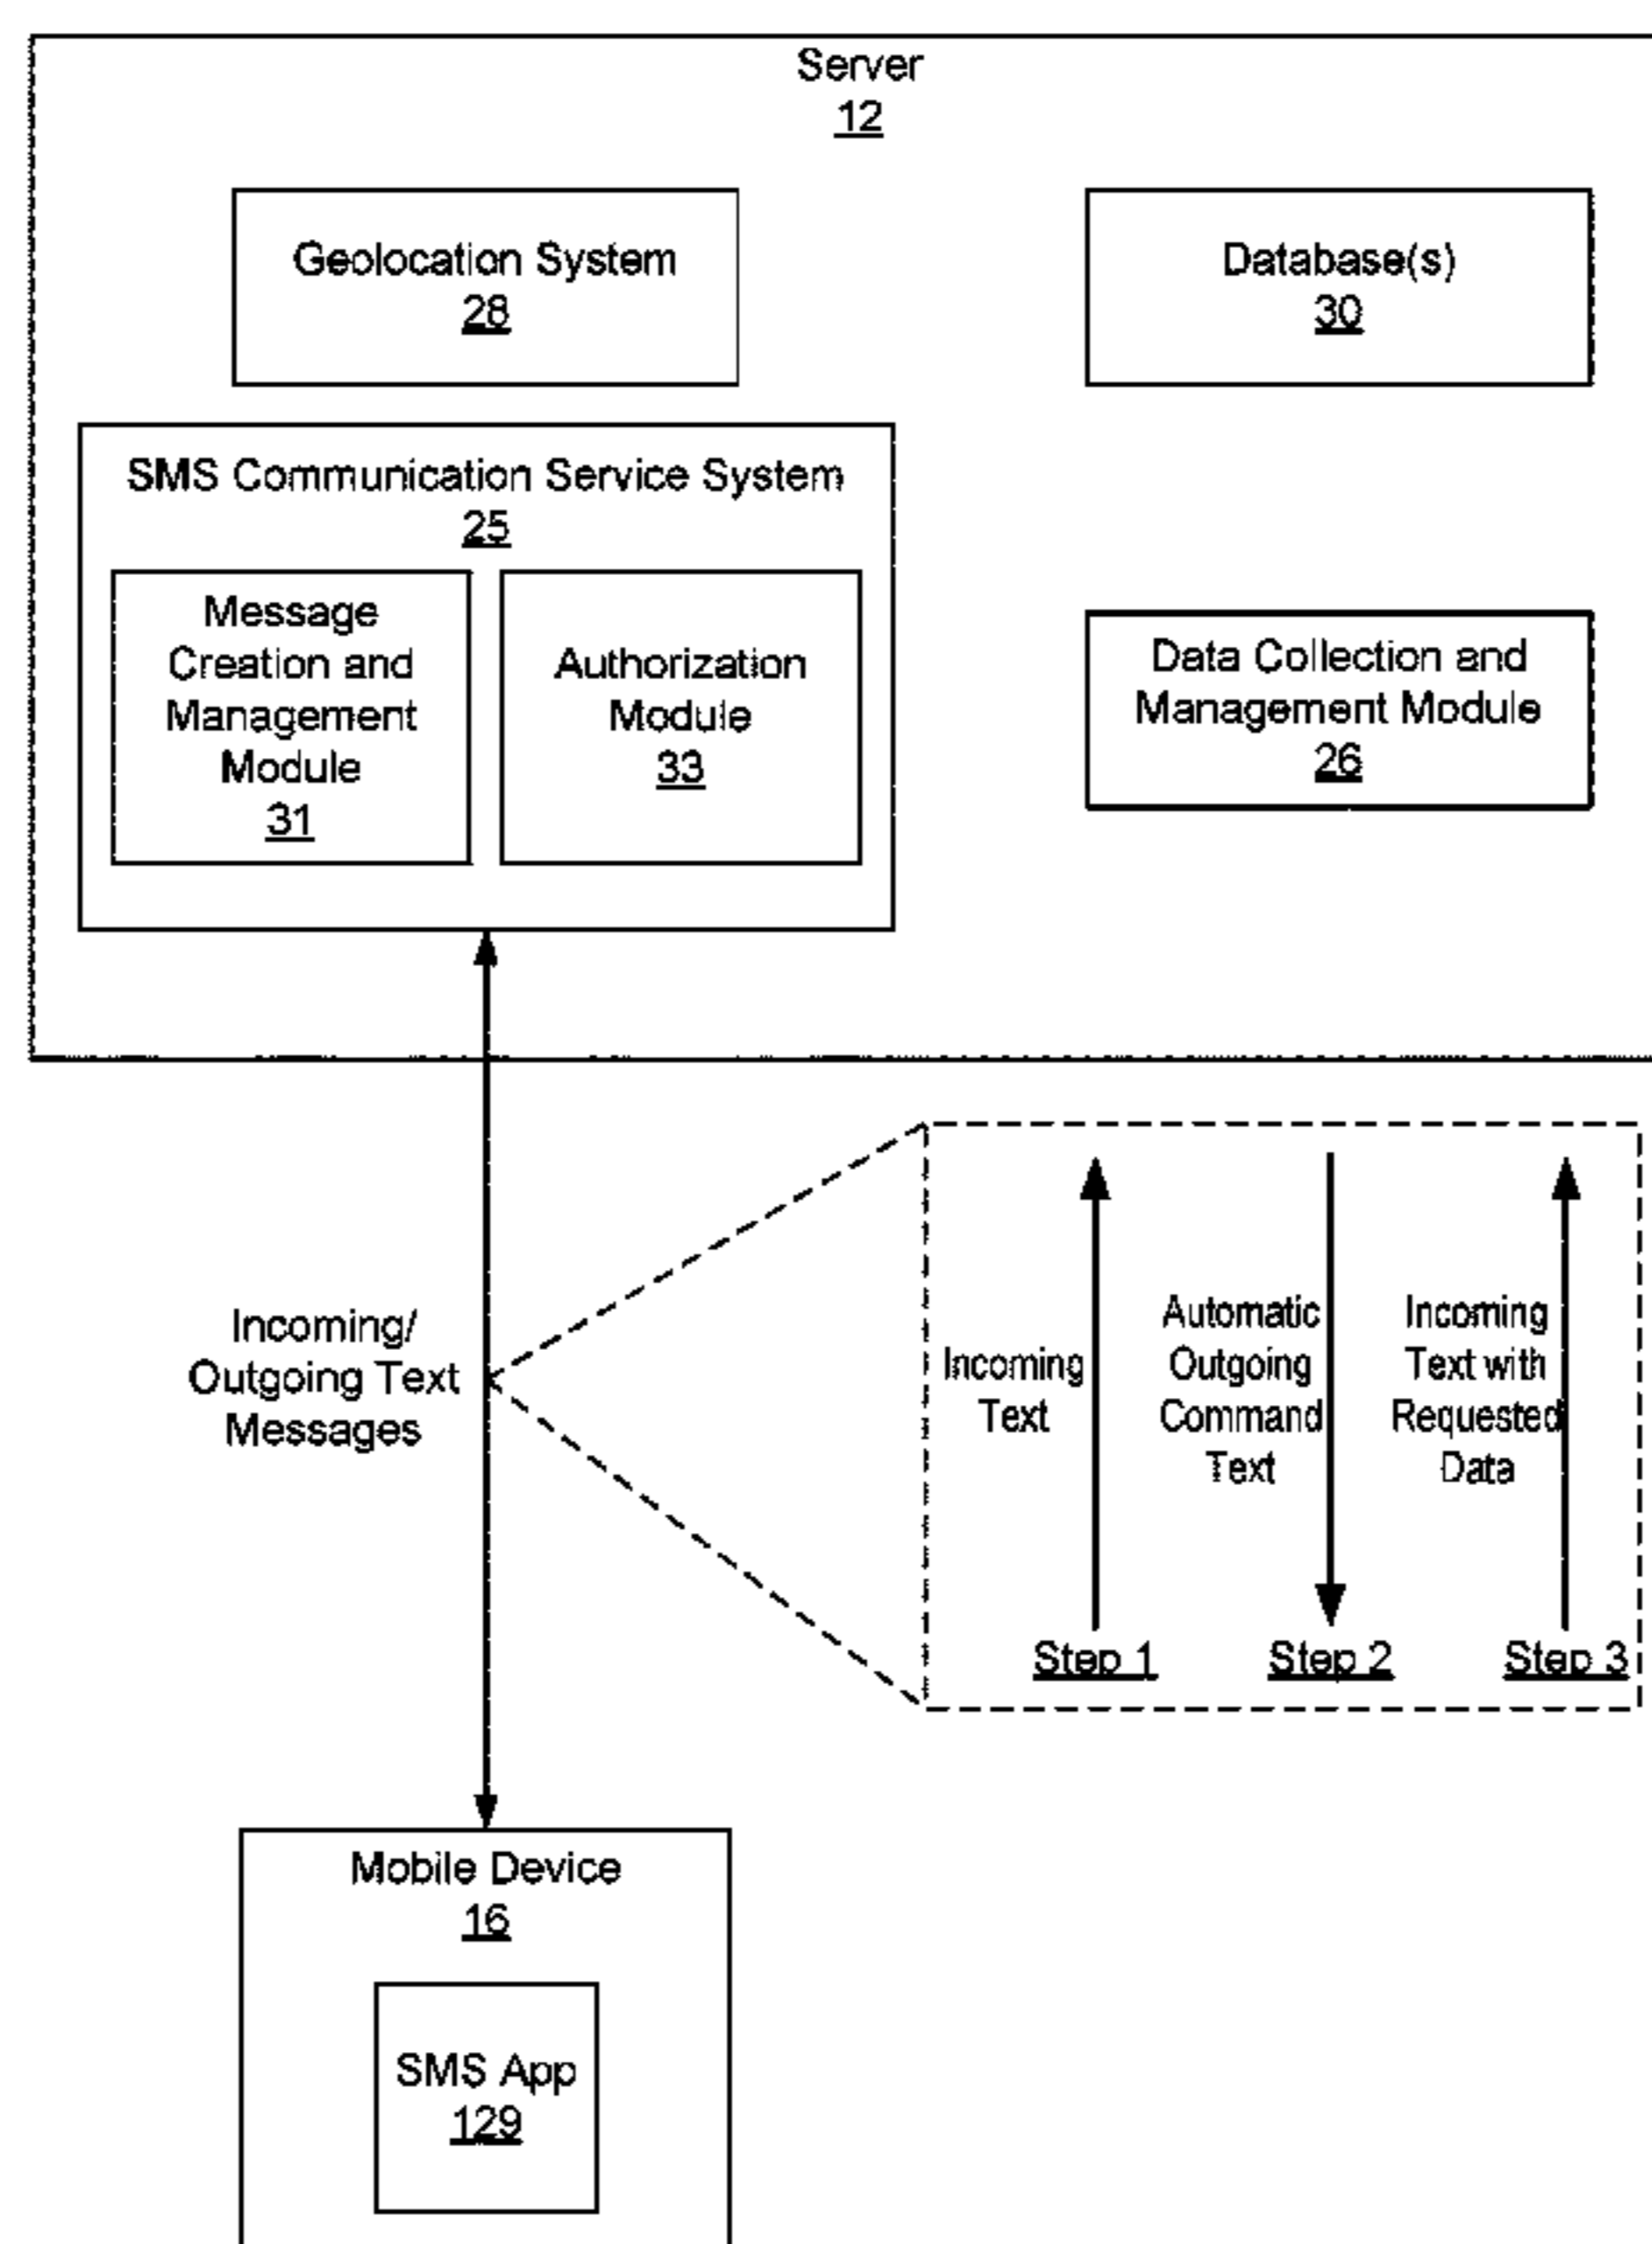 Server
12
Geolocation System
28
Database(s)
30
SMS Communication Service System
25
Message
Creation and
Management
Module
31
Authorization
Module
33
Data Collection and
Management Module
26
Incoming/
Outgoing Text
Messages
Incoming
Text
Automatic
Outgoing
Command
Text
Incoming
Text with
Requested
Data
Step 1
Step 2
Step 3
Mobile Device
16
SMS App
129